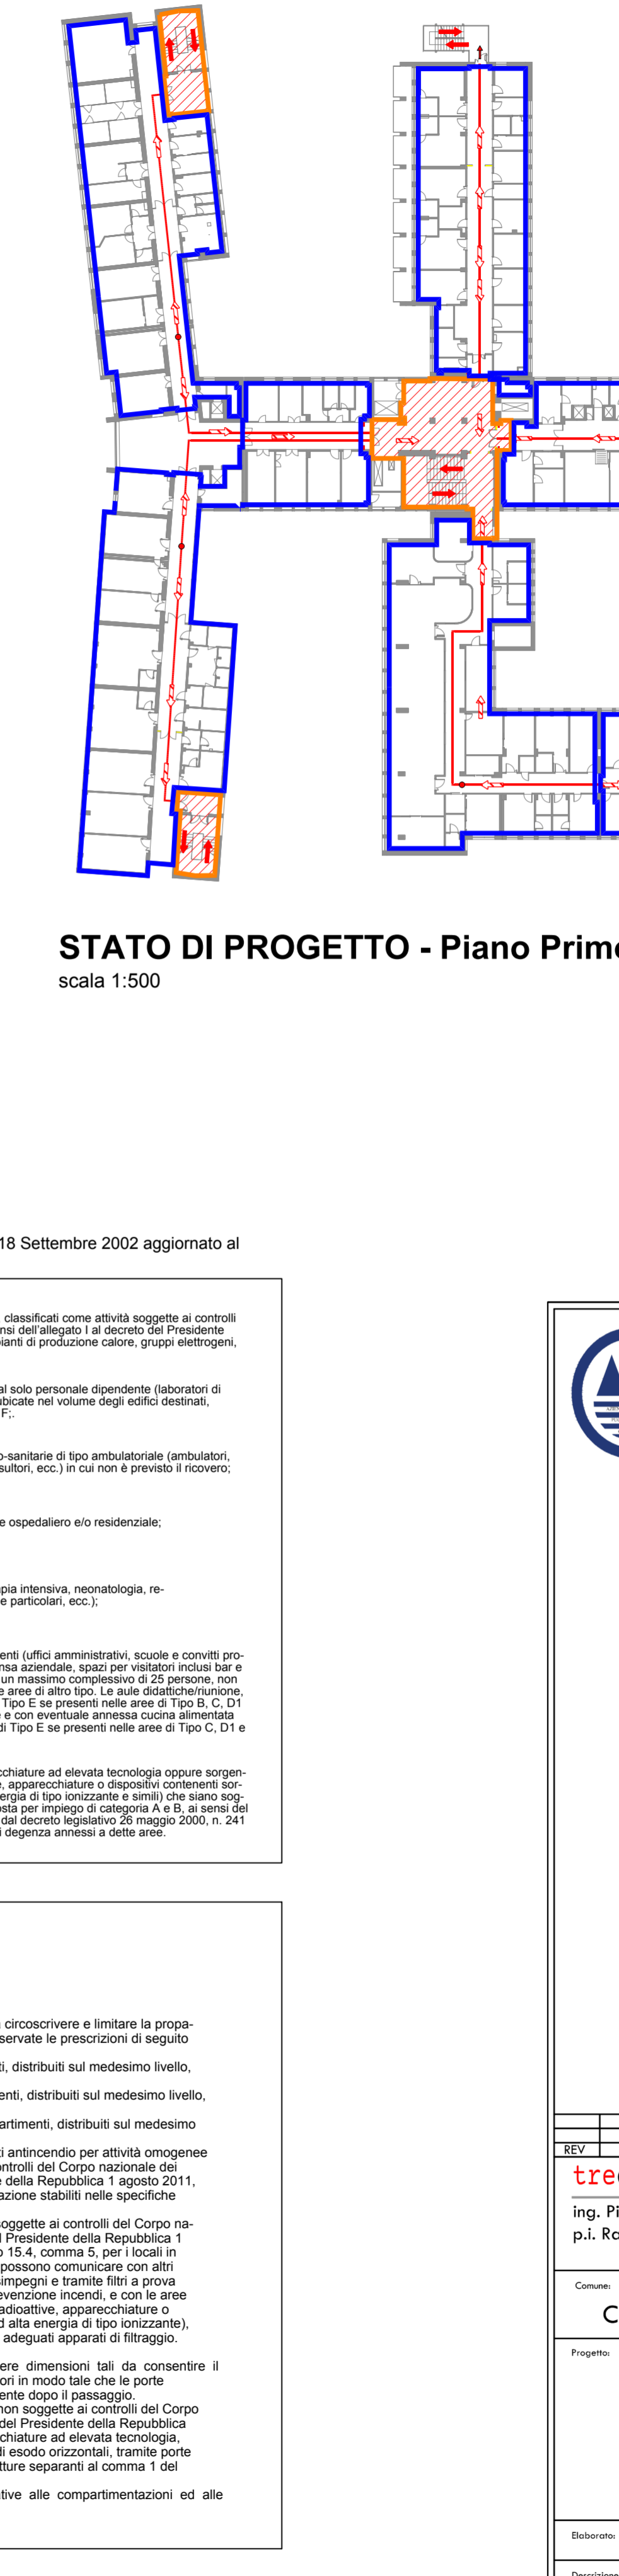 STATO DI PROGETTO - Piano Primo
scala 1:500
18 Settembre 2002 aggiornato al
classificati come attività soggette ai controlli
nsi dell'allegato I al decreto del Presidente
ianti di produzione calore, gruppi elettrogeni,
al solo personale dipendente (laboratori di
ubicate nel volume degli edifici destinati,
F;.
o-sanitarie di tipo ambulatoriale (ambulatori,
sultori, ecc.) in cui non è previsto il ricovero;
e ospedaliero e/o residenziale;
pia intensiva, neonatologia, re-
e particolari, ecc.);
enti (uffici amministrativi, scuole e convitti pro-
nsa aziendale, spazi per visitatori inclusi bar e
un massimo complessivo di 25 persone, non
e aree di altro tipo. Le aule didattiche/riunione,
Tipo E se presenti nelle aree di Tipo B, C, D1
e e con eventuale annessa cucina alimentata
di Tipo E se presenti nelle aree di Tipo C, D1 e
chiature ad elevata tecnologia oppure sorgen-
e, apparecchiature o dispositivi contenenti sor-
ergia di tipo ionizzante e simili) che siano sog-
osta per impiego di categoria A e B, ai sensi del
dal decreto legislativo 26 maggio 2000, n. 241
i degenza annessi a dette aree.
circoscrivere e limitare la propa-
servate le prescrizioni di seguito
ti, distribuiti sul medesimo livello,
enti, distribuiti sul medesimo livello,
artimenti, distribuiti sul medesimo
ti antincendio per attività omogenee
ontrolli del Corpo nazionale dei
e della Repubblica 1 agosto 2011,
azione stabiliti nelle specifiche
soggette ai controlli del Corpo na-
l Presidente della Repubblica 1
o 15.4, comma 5, per i locali in
possono comunicare con altri
simpegni e tramite filtri a prova
evenzione incendi, e con le aree
adioattive, apparecchiature o
d alta energia di tipo ionizzante),
adeguati apparati di filtraggio.
ere dimensioni tali da consentire il
ori in modo tale che le porte
ente dopo il passaggio.
non soggette ai controlli del Corpo
del Presidente della Repubblica
chiature ad elevata tecnologia,
di esodo orizzontali, tramite porte
tture separanti al comma 1 del
tive alle compartimentazioni ed alle
REV
tre
ing. Pi
p.i. Ra
Comune:
C
Progetto:
Elaborato:
Descrizione